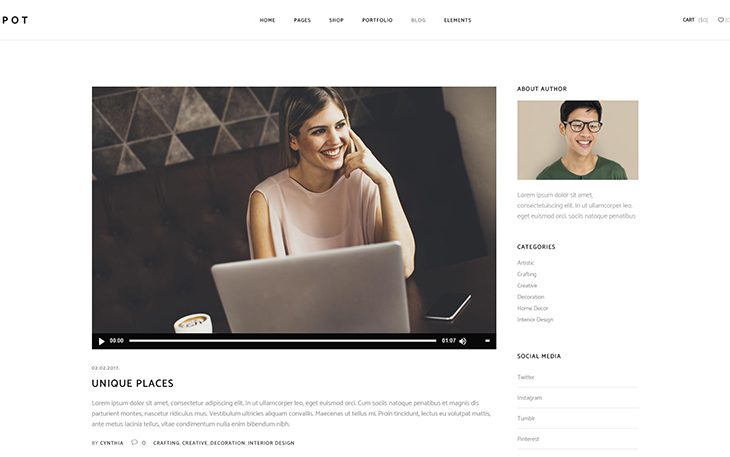 POT
HOME PAGES SHOP PORTFOLIO BLOG ELEMENTS
CART ($0)
00:00 01:07
02.02.2017.
UNIQUE PLACES
Lorem ipsum dolor sit amet, consectetur adipiscing elit. In ut ullamcorper leo, eget euismod orci. Cum sociis natoque penatibus et magnis dis
parturient montes, nascetur ridiculus mus. Vestibulum ultricies aliquam convallis. Maecenas ut tellus mi. Proin tincidunt, lectus eu volutpat mattis,
ante metus lacinia tellus, vitae condimentum nulla enim bibendum nibh.
BY CYNTHIA 0 CRAFTING, CREATIVE, DECORATION, INTERIOR DESIGN
ABOUT AUTHOR
Lorem ipsum dolor sit amet,
consectetuiscing elit. In ut ullamcorper leo,
eget euismod orci. sociis natoque penatibus
CATEGORIES
Artistic
Crafting
Creative
Decoration
Home Decor
Interior Design
SOCIAL MEDIA
Twitter
Instagram
Tumblr
Pinterest